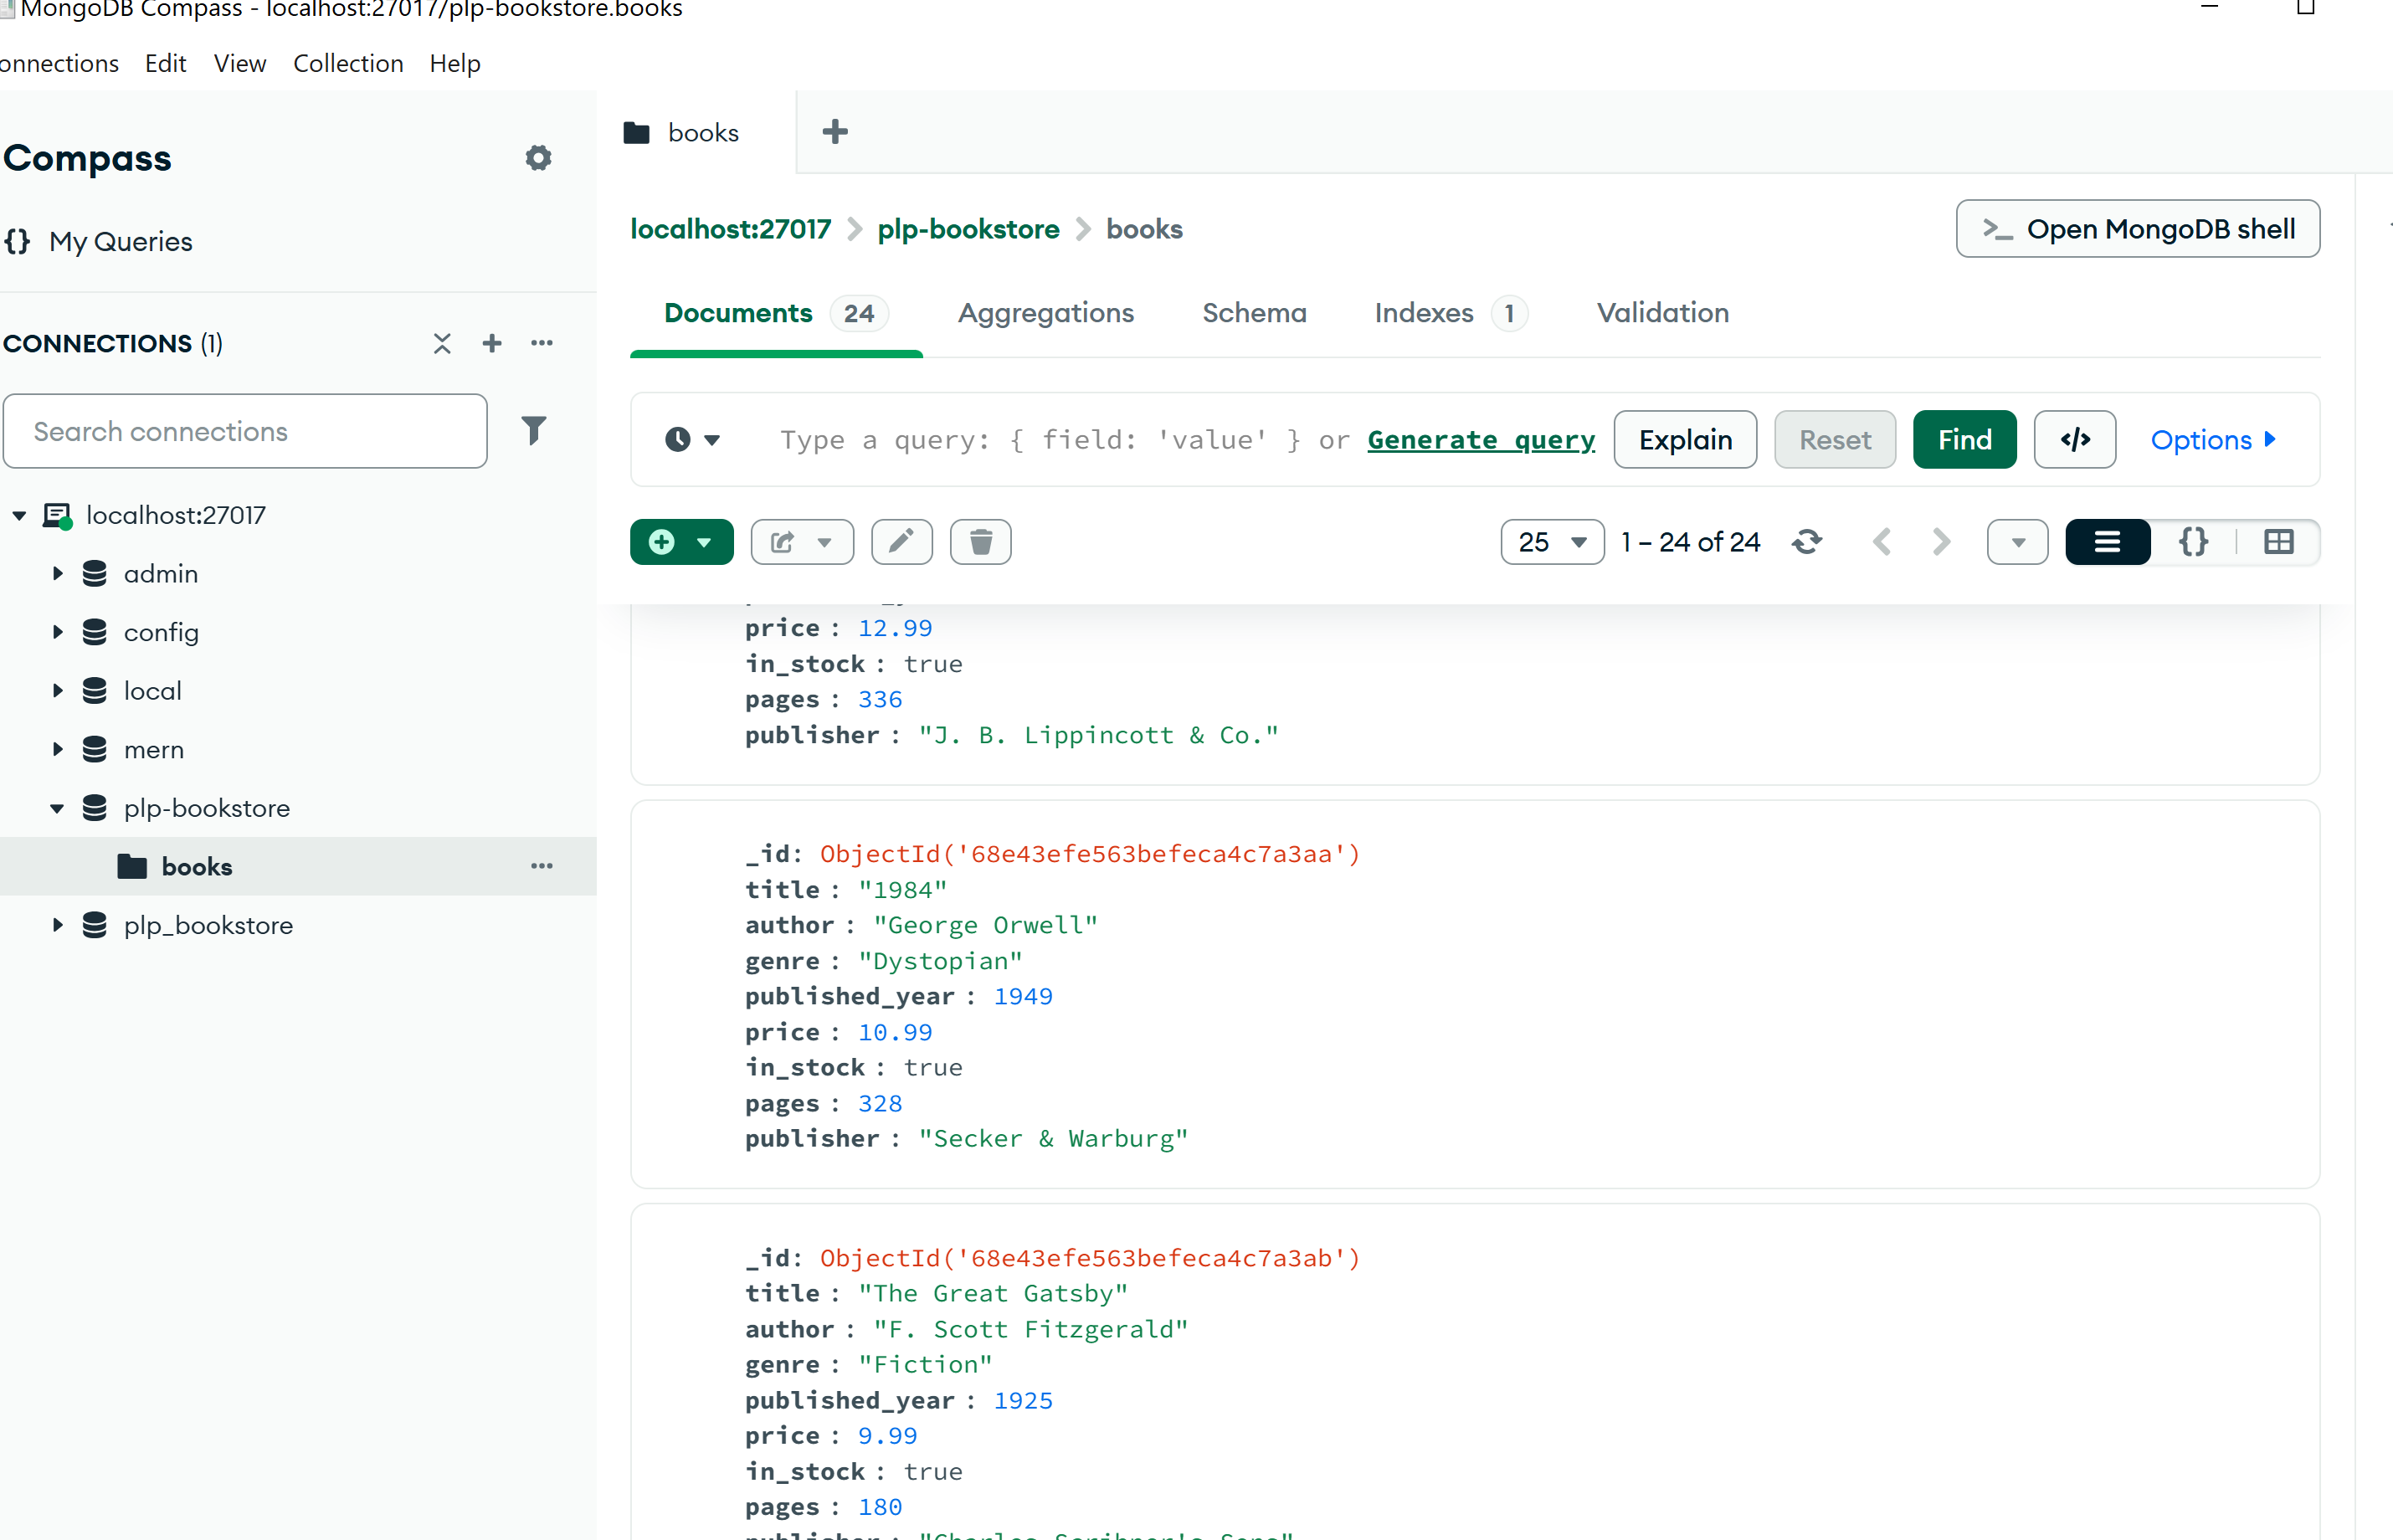 MongoDB Compass - localhost:27017/plp-bookstore.books
onnections Edit View Collection Help
Compass
My Queries
CONNECTIONS (1)
Search connections
localhost:27017
admin
config
local
mern
plp-bookstore
books
plp_bookstore
books
localhost:27017 > plp-bookstore > books
>_ Open MongoDB shell
Documents 24 Aggregations Schema Indexes 1 Validation
Type a query: { field: 'value' } or Generate query Explain Reset Find </> Options
25 1 – 24 of 24 {}
price : 12.99
in_stock : true
pages : 336
publisher : "J. B. Lippincott & Co."
_id: ObjectId('68e43efe563befeca4c7a3aa')
title : "1984"
author : "George Orwell"
genre : "Dystopian"
published_year : 1949
price : 10.99
in_stock : true
pages : 328
publisher : "Secker & Warburg"
_id: ObjectId('68e43efe563befeca4c7a3ab')
title : "The Great Gatsby"
author : "F. Scott Fitzgerald"
genre : "Fiction"
published_year : 1925
price : 9.99
in_stock : true
pages : 180
publisher : "Charles Scribner's Sons"